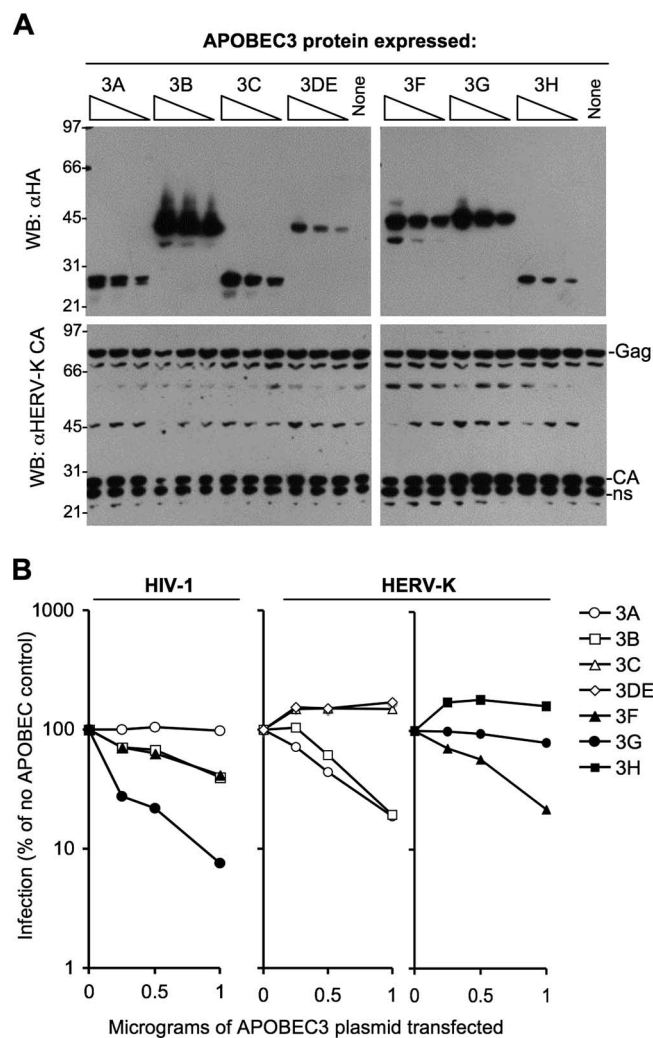 A
APOBEC3 protein expressed:
3A 3B 3C 3DE None 3F 3G 3H None
WB: αHA
97-
66-
45-
31-
21-
WB: αHERV-K CA
97-
66-
45-
31-
21-
-Gag
-CA
-ns
B
HIV-1 HERV-K
Infection (% of no APOBEC control)
1000
100
10
1
0 0.5 1 0 0.5 1 0 0.5 1
Micrograms of APOBEC3 plasmid transfected
3A
3B
3C
3DE
3F
3G
3H